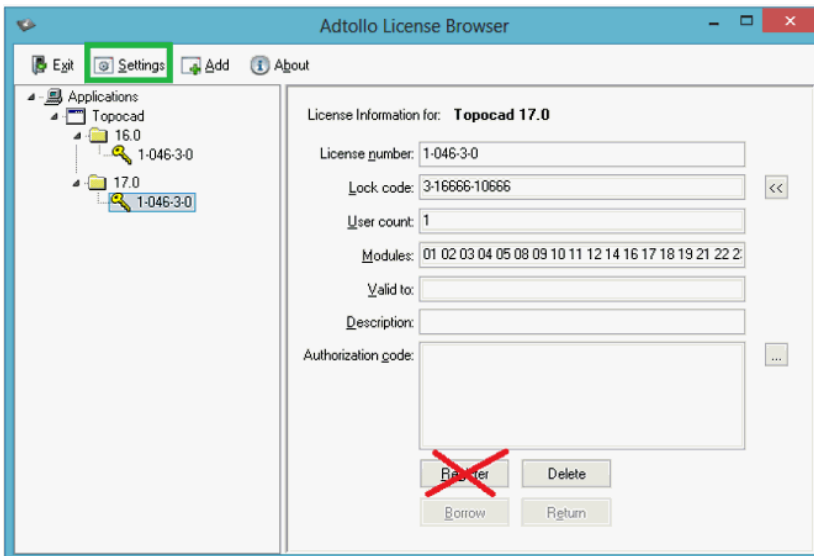 Adtollo License Browser
Exit Settings Add About
Applications
Topocad
16.0
1-046-3-0
17.0
1-046-3-0
License Information for: Topocad 17.0
License number: 1-046-3-0
Lock code: 3-16666-10666 <<
User count: 1
Modules: 01 02 03 04 05 08 09 10 11 12 14 16 17 18 19 21 22 2
Valid to:
Description:
Authorization code: ...
Register Delete
Borrow Return